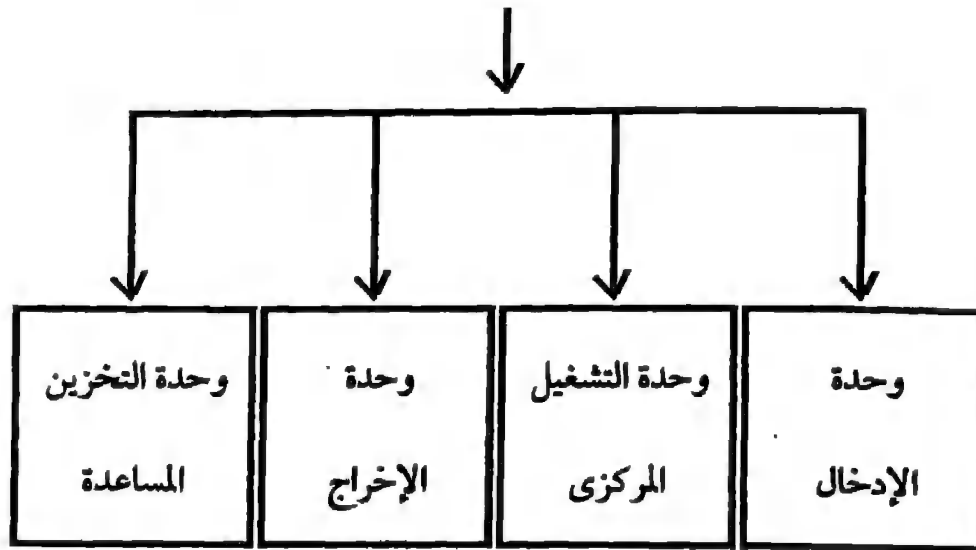 وحدة
الإدخال
وحدة التشغيل
المركزى
وحدة
الإخراج
وحدة التخزين
المساعدة